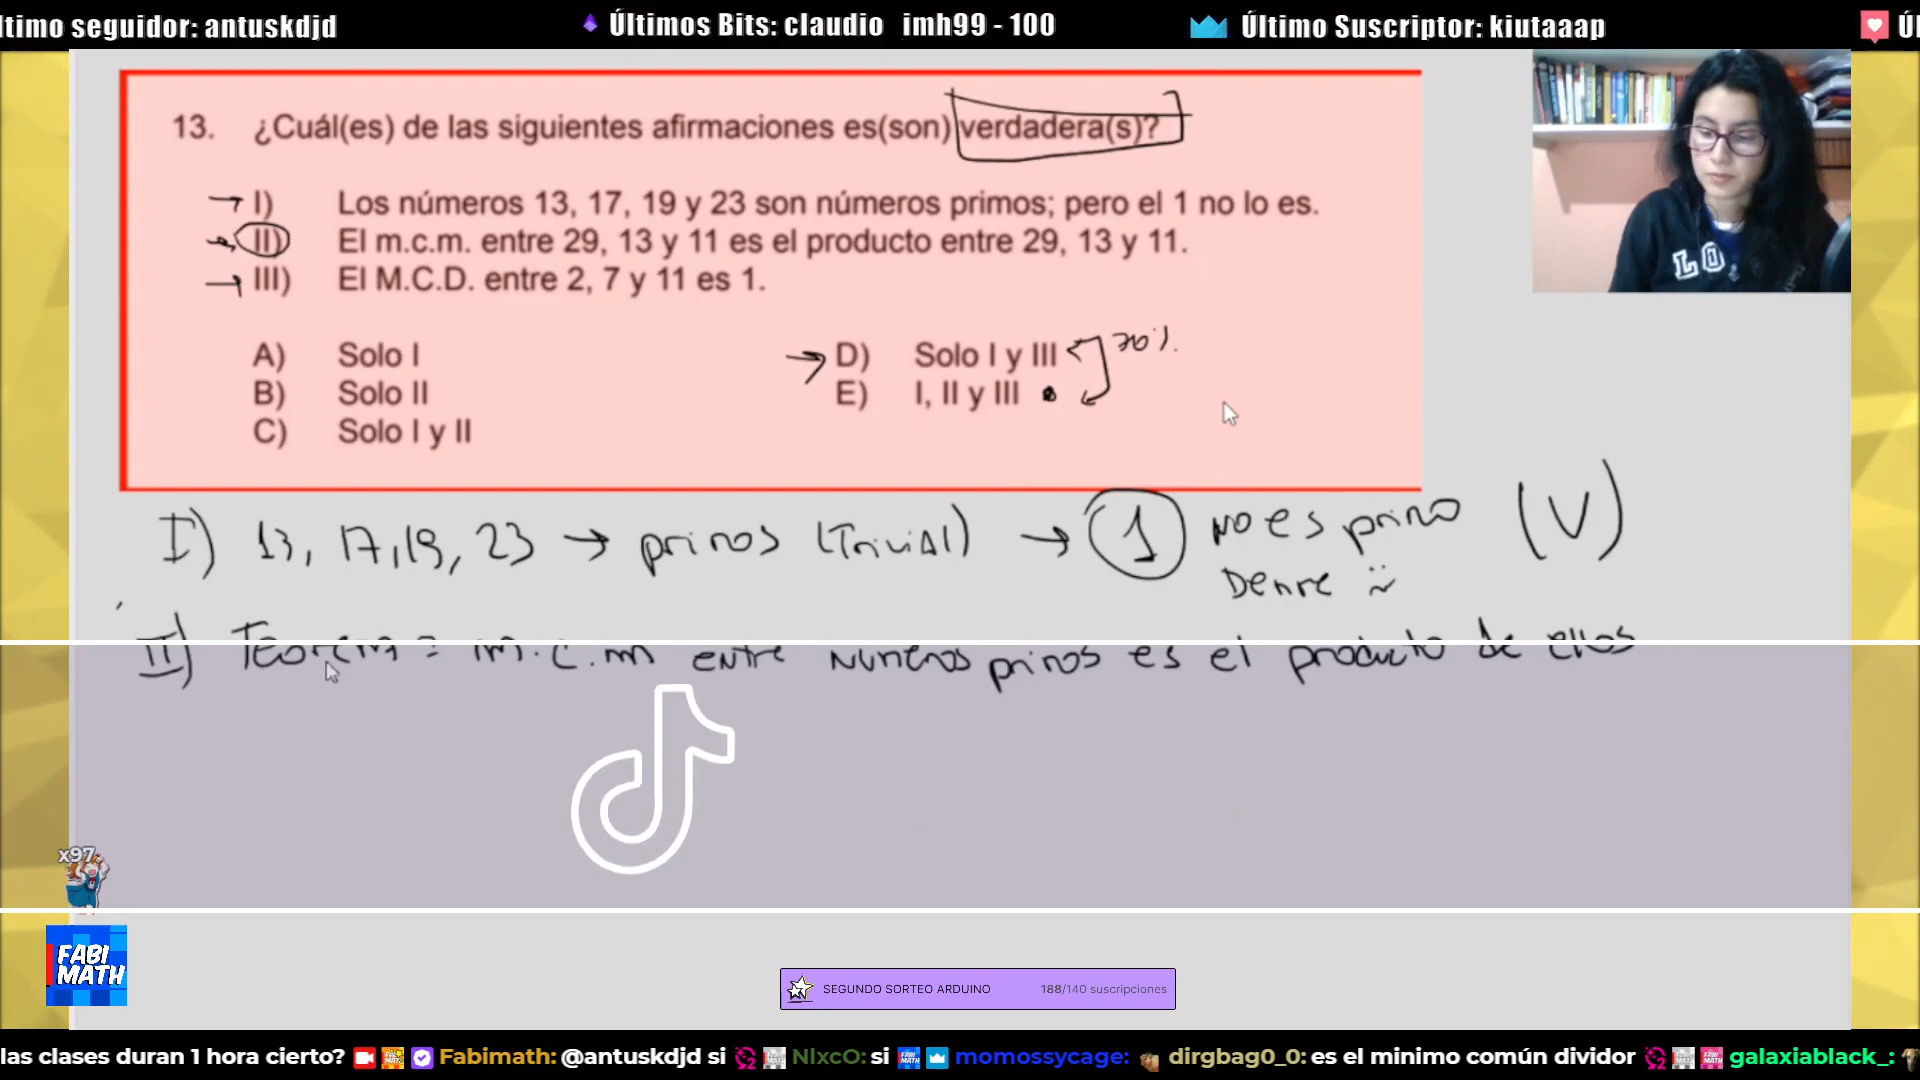 ltimo seguidor: antuskdjd
Últimos Bits: claudio imh99 - 100
Último Suscriptor: kiutaaap
Úl
13. ¿Cuál(es) de las siguientes afirmaciones es(son) verdadera(s)?
I) Los números 13, 17, 19 y 23 son números primos; pero el 1 no lo es.
II) El m.c.m. entre 29, 13 y 11 es el producto entre 29, 13 y 11.
III) El M.C.D. entre 2, 7 y 11 es 1.
A) Solo I
B) Solo II
C) Solo I y II
D) Solo I y III
E) I, II y III
70%.
I) 13, 17, 19, 23 → primos (Trivial) → 1 no es primo (V)
II) Teorema = m.c.m entre números primos es el producto de ellos
LO
x97
FABI
MATH
SEGUNDO SORTEO ARDUINO 188/140 suscripciones
las clases duran 1 hora cierto? Fabimath: @antuskdjd si NlxcO: si momossycage: dirgbag0_0: es el minimo común dividor galaxiablack_: